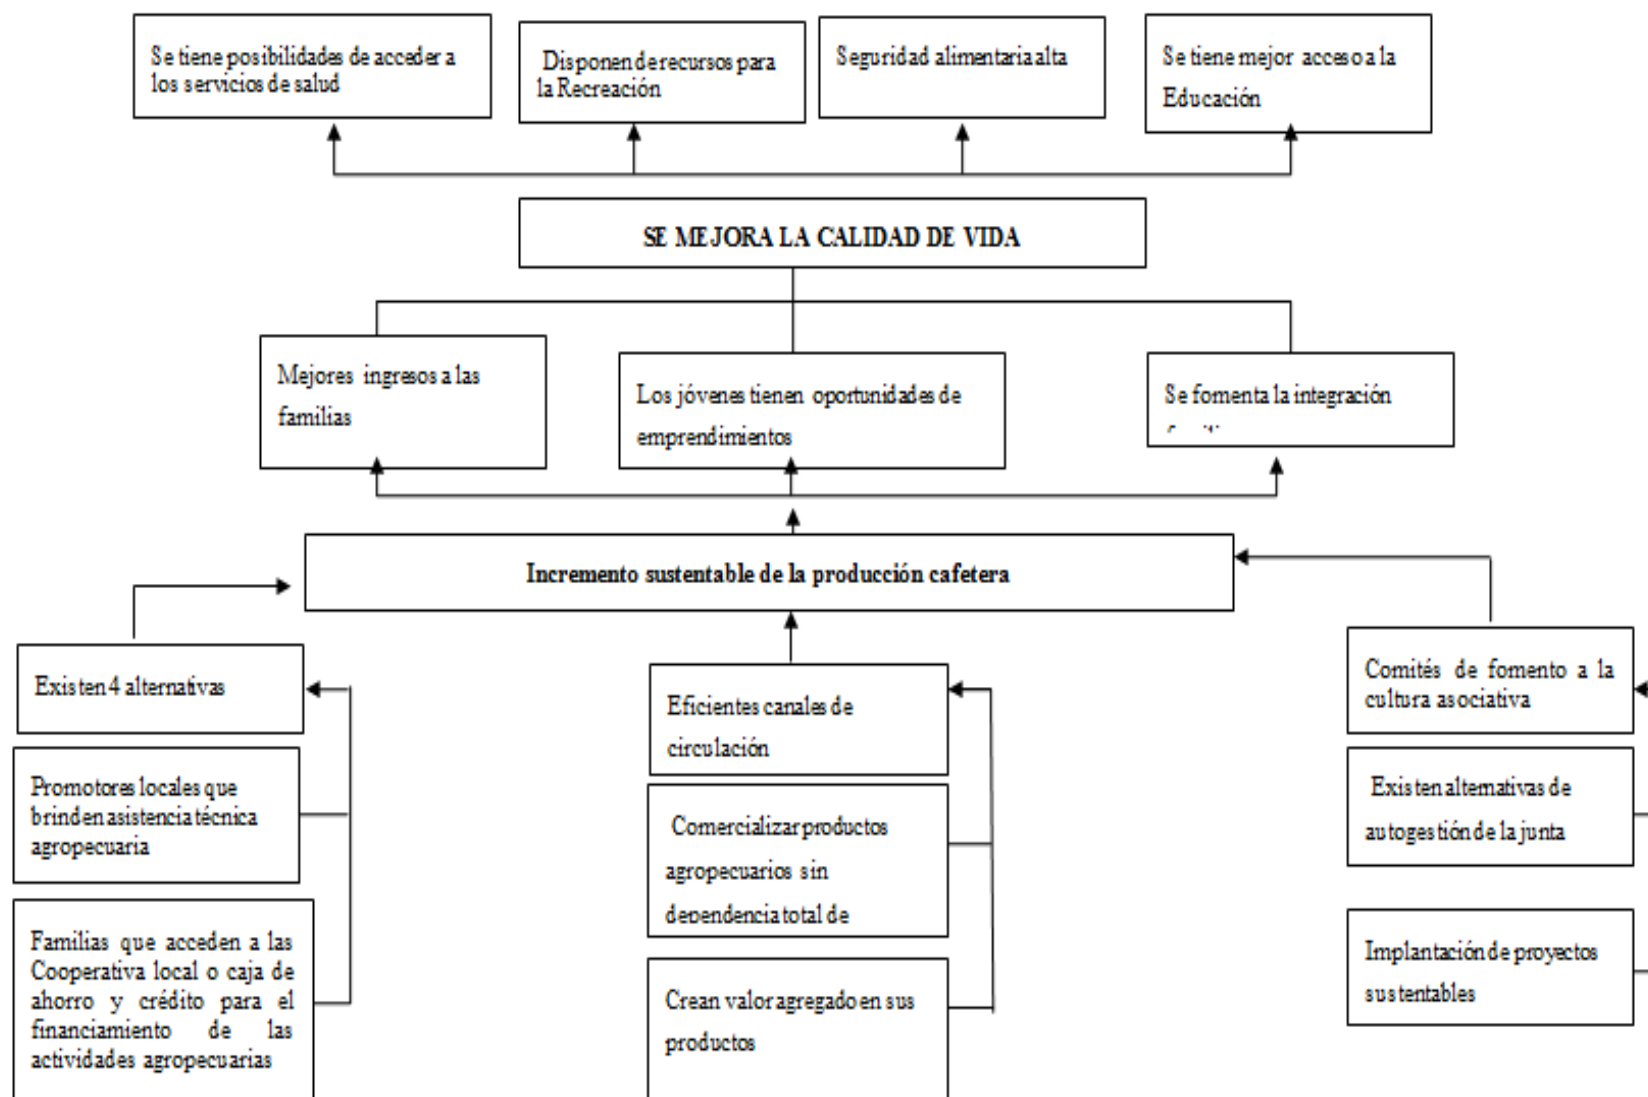 Se tiene posibilidades de acceder a
los servicios de salud
Disponen de recursos para
la Recreación
Seguridad alimentaria alta
Se tiene mejor acceso a la
Educación
SE MEJORA LA CALIDAD DE VIDA
Mejores ingresos a las
familias
Los jóvenes tienen oportunidades de
emprendimientos
Se fomenta la integración
Incremento sustentable de la producción cafetera
Existen 4 alternativas
Promotores locales que
brinden asistencia técnica
agropecuaria
Familias que acceden a las
Cooperativa local o caja de
ahorro y crédito para el
financiamiento de las
actividades agropecuarias
Eficientes canales de
circulación
Comercializar productos
agropecuarios sin
dependencia total de
Crean valor agregado en sus
productos
Comités de fomento a la
cultura asociativa
Existen alternativas de
autogestión de la junta
Implantación de proyectos
sustentables